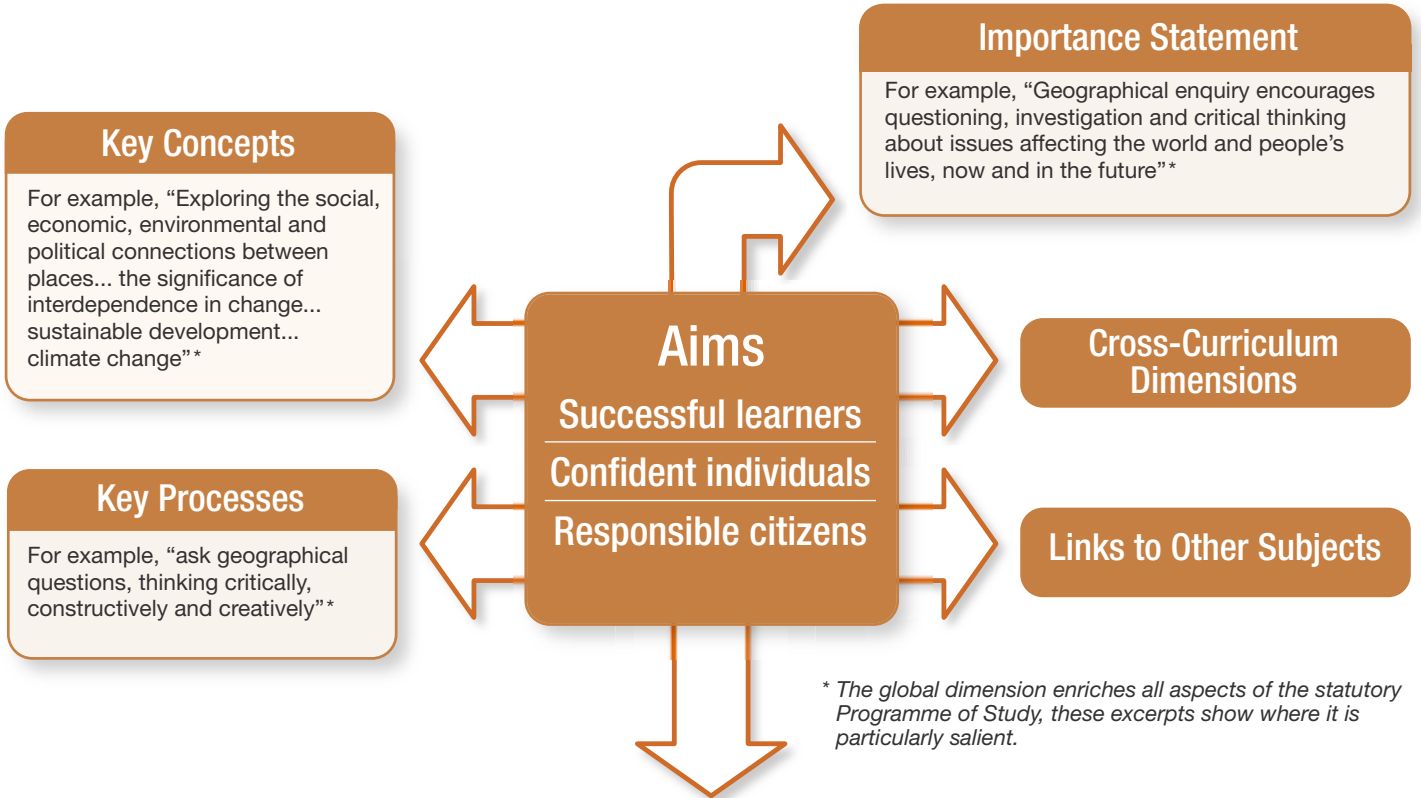 Importance Statement
For example, “Geographical enquiry encourages
questioning, investigation and critical thinking
about issues affecting the world and people’s
lives, now and in the future”*
Key Concepts
For example, “Exploring the social,
economic, environmental and
political connections between
places... the significance of
interdependence in change...
sustainable development...
climate change”*
Aims
Successful learners
Confident individuals
Responsible citizens
Cross-Curriculum
Dimensions
Key Processes
For example, “ask geographical
questions, thinking critically,
constructively and creatively”*
Links to Other Subjects
* The global dimension enriches all aspects of the statutory
Programme of Study, these excerpts show where it is
particularly salient.